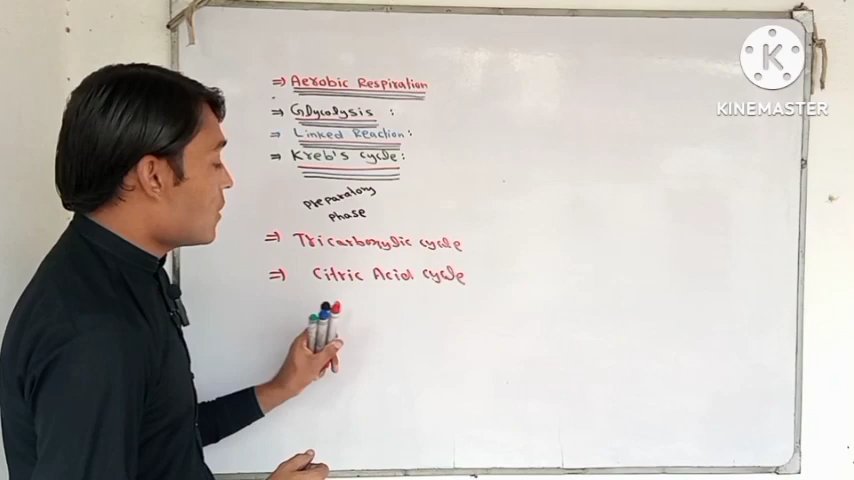 ⇒ Aerobic Respiration
⇒ Glycolysis :
⇒ Linked Reaction :
⇒ Kreb's cycle :
preparatory
phase
⇒ Tricarboxylic cycle
⇒ Citric Acid cycle
K
KINEMASTER